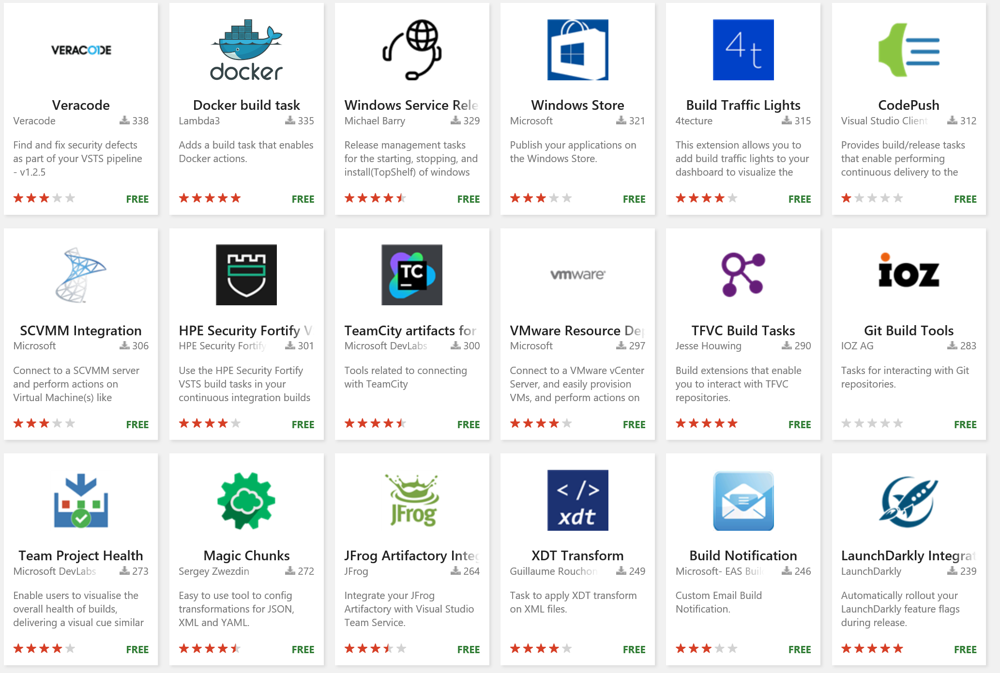 VERACODE
Veracode
Veracode 338
Find and fix security defects
as part of your VSTS pipeline
- v1.2.5
FREE
docker
Docker build task
Lambda3 335
Adds a build task that enables
Docker actions.
FREE
Windows Service Rele
Michael Barry 329
Release management tasks
for the starting, stopping, and
install(TopShelf) of windows
FREE
Windows Store
Microsoft 321
Publish your applications on
the Windows Store.
FREE
4t
Build Traffic Lights
4tecture 315
This extension allows you to
add build traffic lights to your
dashboard to visualize the
FREE
CodePush
Visual Studio Client 312
Provides build/release tasks
that enable performing
continuous delivery to the
FREE
SCVMM Integration
Microsoft 306
Connect to a SCVMM server
and perform actions on
Virtual Machine(s) like
FREE
HPE Security Fortify V
HPE Security Fortify 301
Use the HPE Security Fortify
VSTS build tasks in your
continuous integration builds
FREE
TC
TeamCity artifacts for
Microsoft DevLabs 300
Tools related to connecting
with TeamCity
FREE
vmware
VMware Resource Dep
Microsoft 297
Connect to a VMware vCenter
Server, and easily provision
VMs, and perform actions on
FREE
TFVC Build Tasks
Jesse Houwing 290
Build extensions that enable
you to interact with TFVC
repositories.
FREE
ioz
Git Build Tools
IOZ AG 283
Tasks for interacting with Git
repositories.
FREE
Team Project Health
Microsoft DevLabs 273
Enable users to visualise the
overall health of builds,
delivering a visual cue similar
FREE
Magic Chunks
Sergey Zwezdin 272
Easy to use tool to config
transformations for JSON,
XML and YAML.
FREE
JFrog
JFrog Artifactory Integ
JFrog 264
Integrate your JFrog
Artifactory with Visual Studio
Team Service.
FREE
</>
xdt
XDT Transform
Guillaume Rouchon 249
Task to apply XDT transform
on XML files.
FREE
Build Notification
Microsoft- EAS Build 246
Custom Email Build
Notification.
FREE
LaunchDarkly Integrat
LaunchDarkly 239
Automatically rollout your
LaunchDarkly feature flags
during release.
FREE